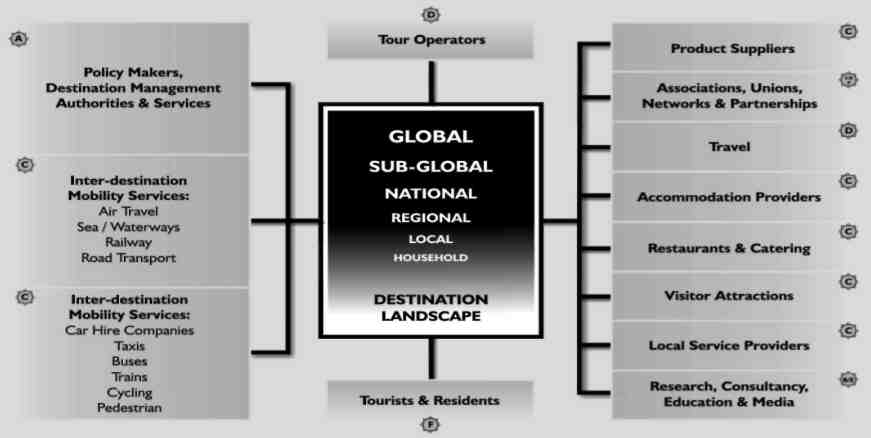 A
Policy Makers,
Destination Management
Authorities & Services
C
Inter-destination
Mobility Services:
Air Travel
Sea / Waterways
Railway
Road Transport
C
Inter-destination
Mobility Services:
Car Hire Companies
Taxis
Buses
Trains
Cycling
Pedestrian
D
Tour Operators
GLOBAL
SUB-GLOBAL
NATIONAL
REGIONAL
LOCAL
HOUSEHOLD
DESTINATION
LANDSCAPE
Tourists & Residents
F
C
Product Suppliers
Associations, Unions,
Networks & Partnerships
D
Travel
C
Accommodation Providers
C
Restaurants & Catering
C
Visitor Attractions
C
Local Service Providers
Research, Consultancy,
Education & Media